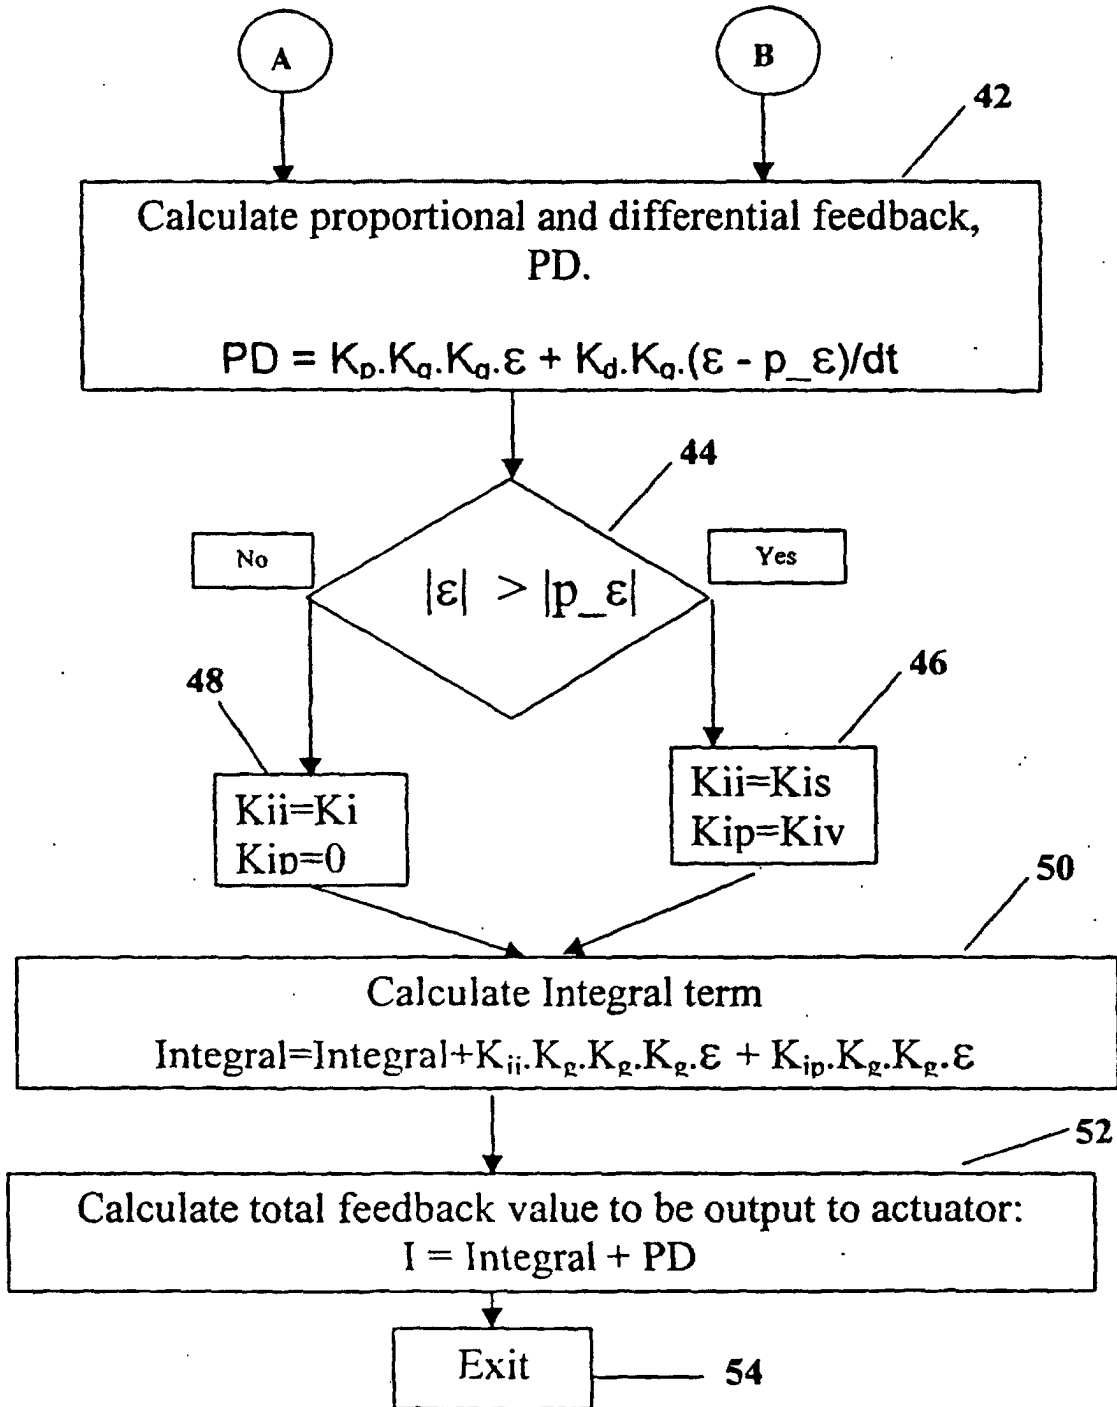 A
B
42
Calculate proportional and differential feedback,
PD.
PD = Kp.Kg.Kg.ε + Kd.Kg.(ε - p_ε)/dt
44
No
Yes
|ε| > |p_ε|
48
46
Kii=Ki
Kip=0
Kii=Kis
Kip=Kiv
50
Calculate Integral term
Integral=Integral+Kii.Kg.Kg.Kg.ε + Kip.Kg.Kg.ε
52
Calculate total feedback value to be output to actuator:
I = Integral + PD
Exit
54